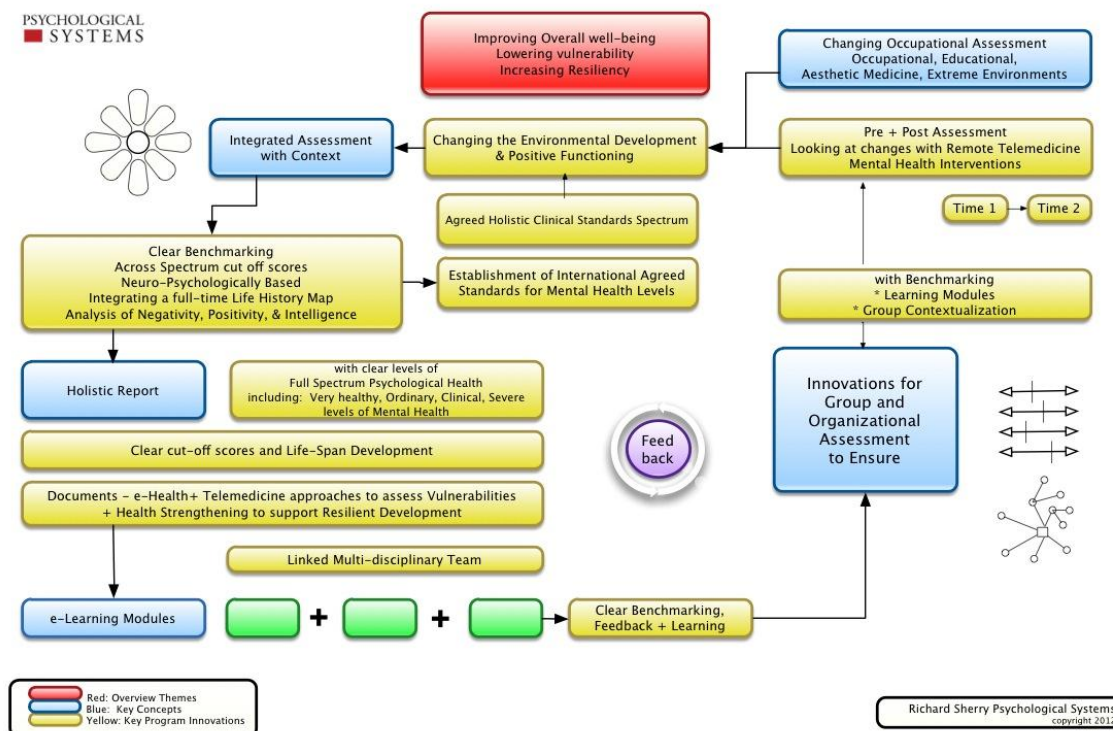 PSYCHOLOGICAL
SYSTEMS
Improving Overall well-being
Lowering vulnerability
Increasing Resiliency
Changing Occupational Assessment
Occupational, Educational,
Aesthetic Medicine, Extreme Environments
Integrated Assessment
with Context
Changing the Environmental Development
& Positive Functioning
Pre + Post Assessment
Looking at changes with Remote Telemedicine
Mental Health Interventions
Agreed Holistic Clinical Standards Spectrum
Time 1
Time 2
Clear Benchmarking
Across Spectrum cut off scores
Neuro-Psychologically Based
Integrating a full-time Life History Map
Analysis of Negativity, Positivity, & Intelligence
Establishment of International Agreed
Standards for Mental Health Levels
with Benchmarking
* Learning Modules
* Group Contextualization
Holistic Report
with clear levels of
Full Spectrum Psychological Health
including: Very healthy, Ordinary, Clinical, Severe
levels of Mental Health
Innovations for
Group and
Organizational
Assessment
to Ensure
Feed
back
Clear cut-off scores and Life-Span Development
Documents - e-Health+ Telemedicine approaches to assess Vulnerabilities
+ Health Strengthening to support Resilient Development
Linked Multi-disciplinary Team
e-Learning Modules
+
+
Clear Benchmarking,
Feedback + Learning
Red: Overview Themes
Blue: Key Concepts
Yellow: Key Program Innovations
Richard Sherry Psychological Systems
copyright 2012